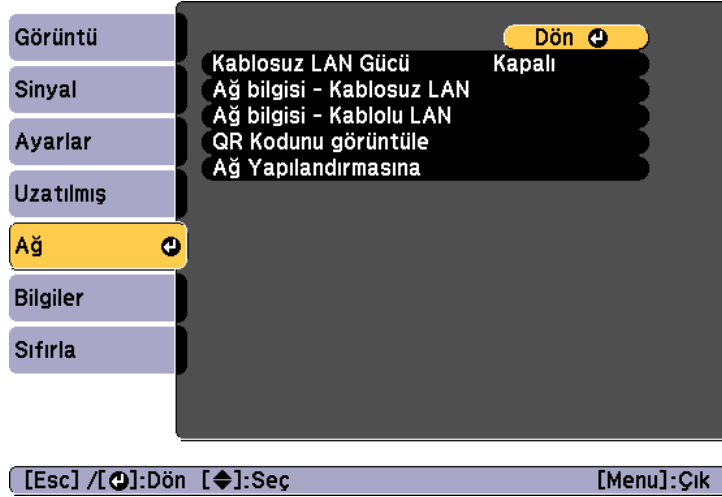 Görüntü
Sinyal
Ayarlar
Uzatılmış
Ağ
Bilgiler
Sıfırla
Dön
Kablosuz LAN Gücü Kapalı
Ağ bilgisi - Kablosuz LAN
Ağ bilgisi - Kablolu LAN
QR Kodunu görüntüle
Ağ Yapılandırmasına
[Esc] /[⏎]:Dön [◆]:Seç [Menu]:Çık